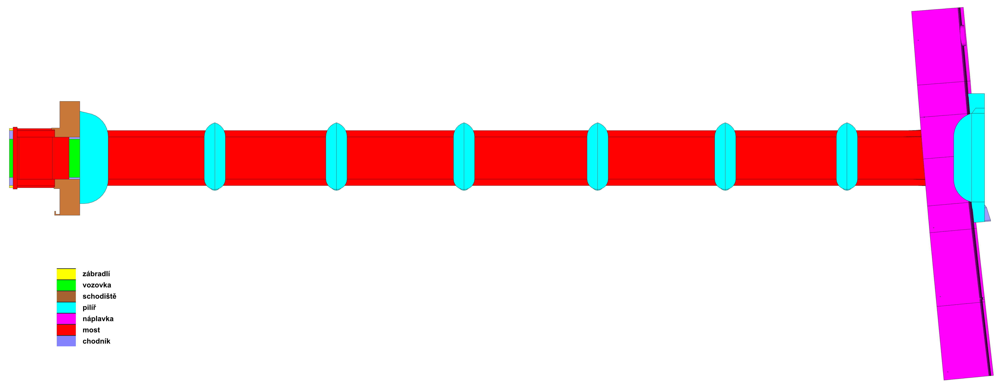 zábradlí
vozovka
schodiště
pilíř
náplavka
most
chodník